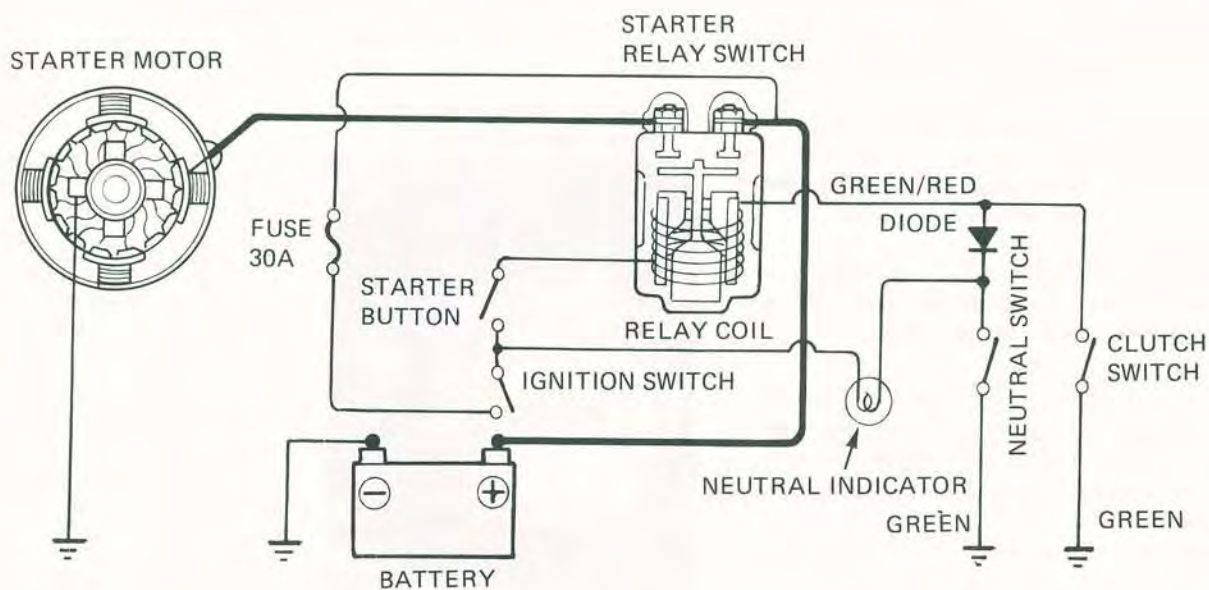 STARTER
RELAY SWITCH
STARTER MOTOR
GREEN/RED
DIODE
FUSE
30A
STARTER
BUTTON
RELAY COIL
NEUTRAL SWITCH
CLUTCH
SWITCH
IGNITION SWITCH
NEUTRAL INDICATOR
GREEN
GREEN
− +
BATTERY